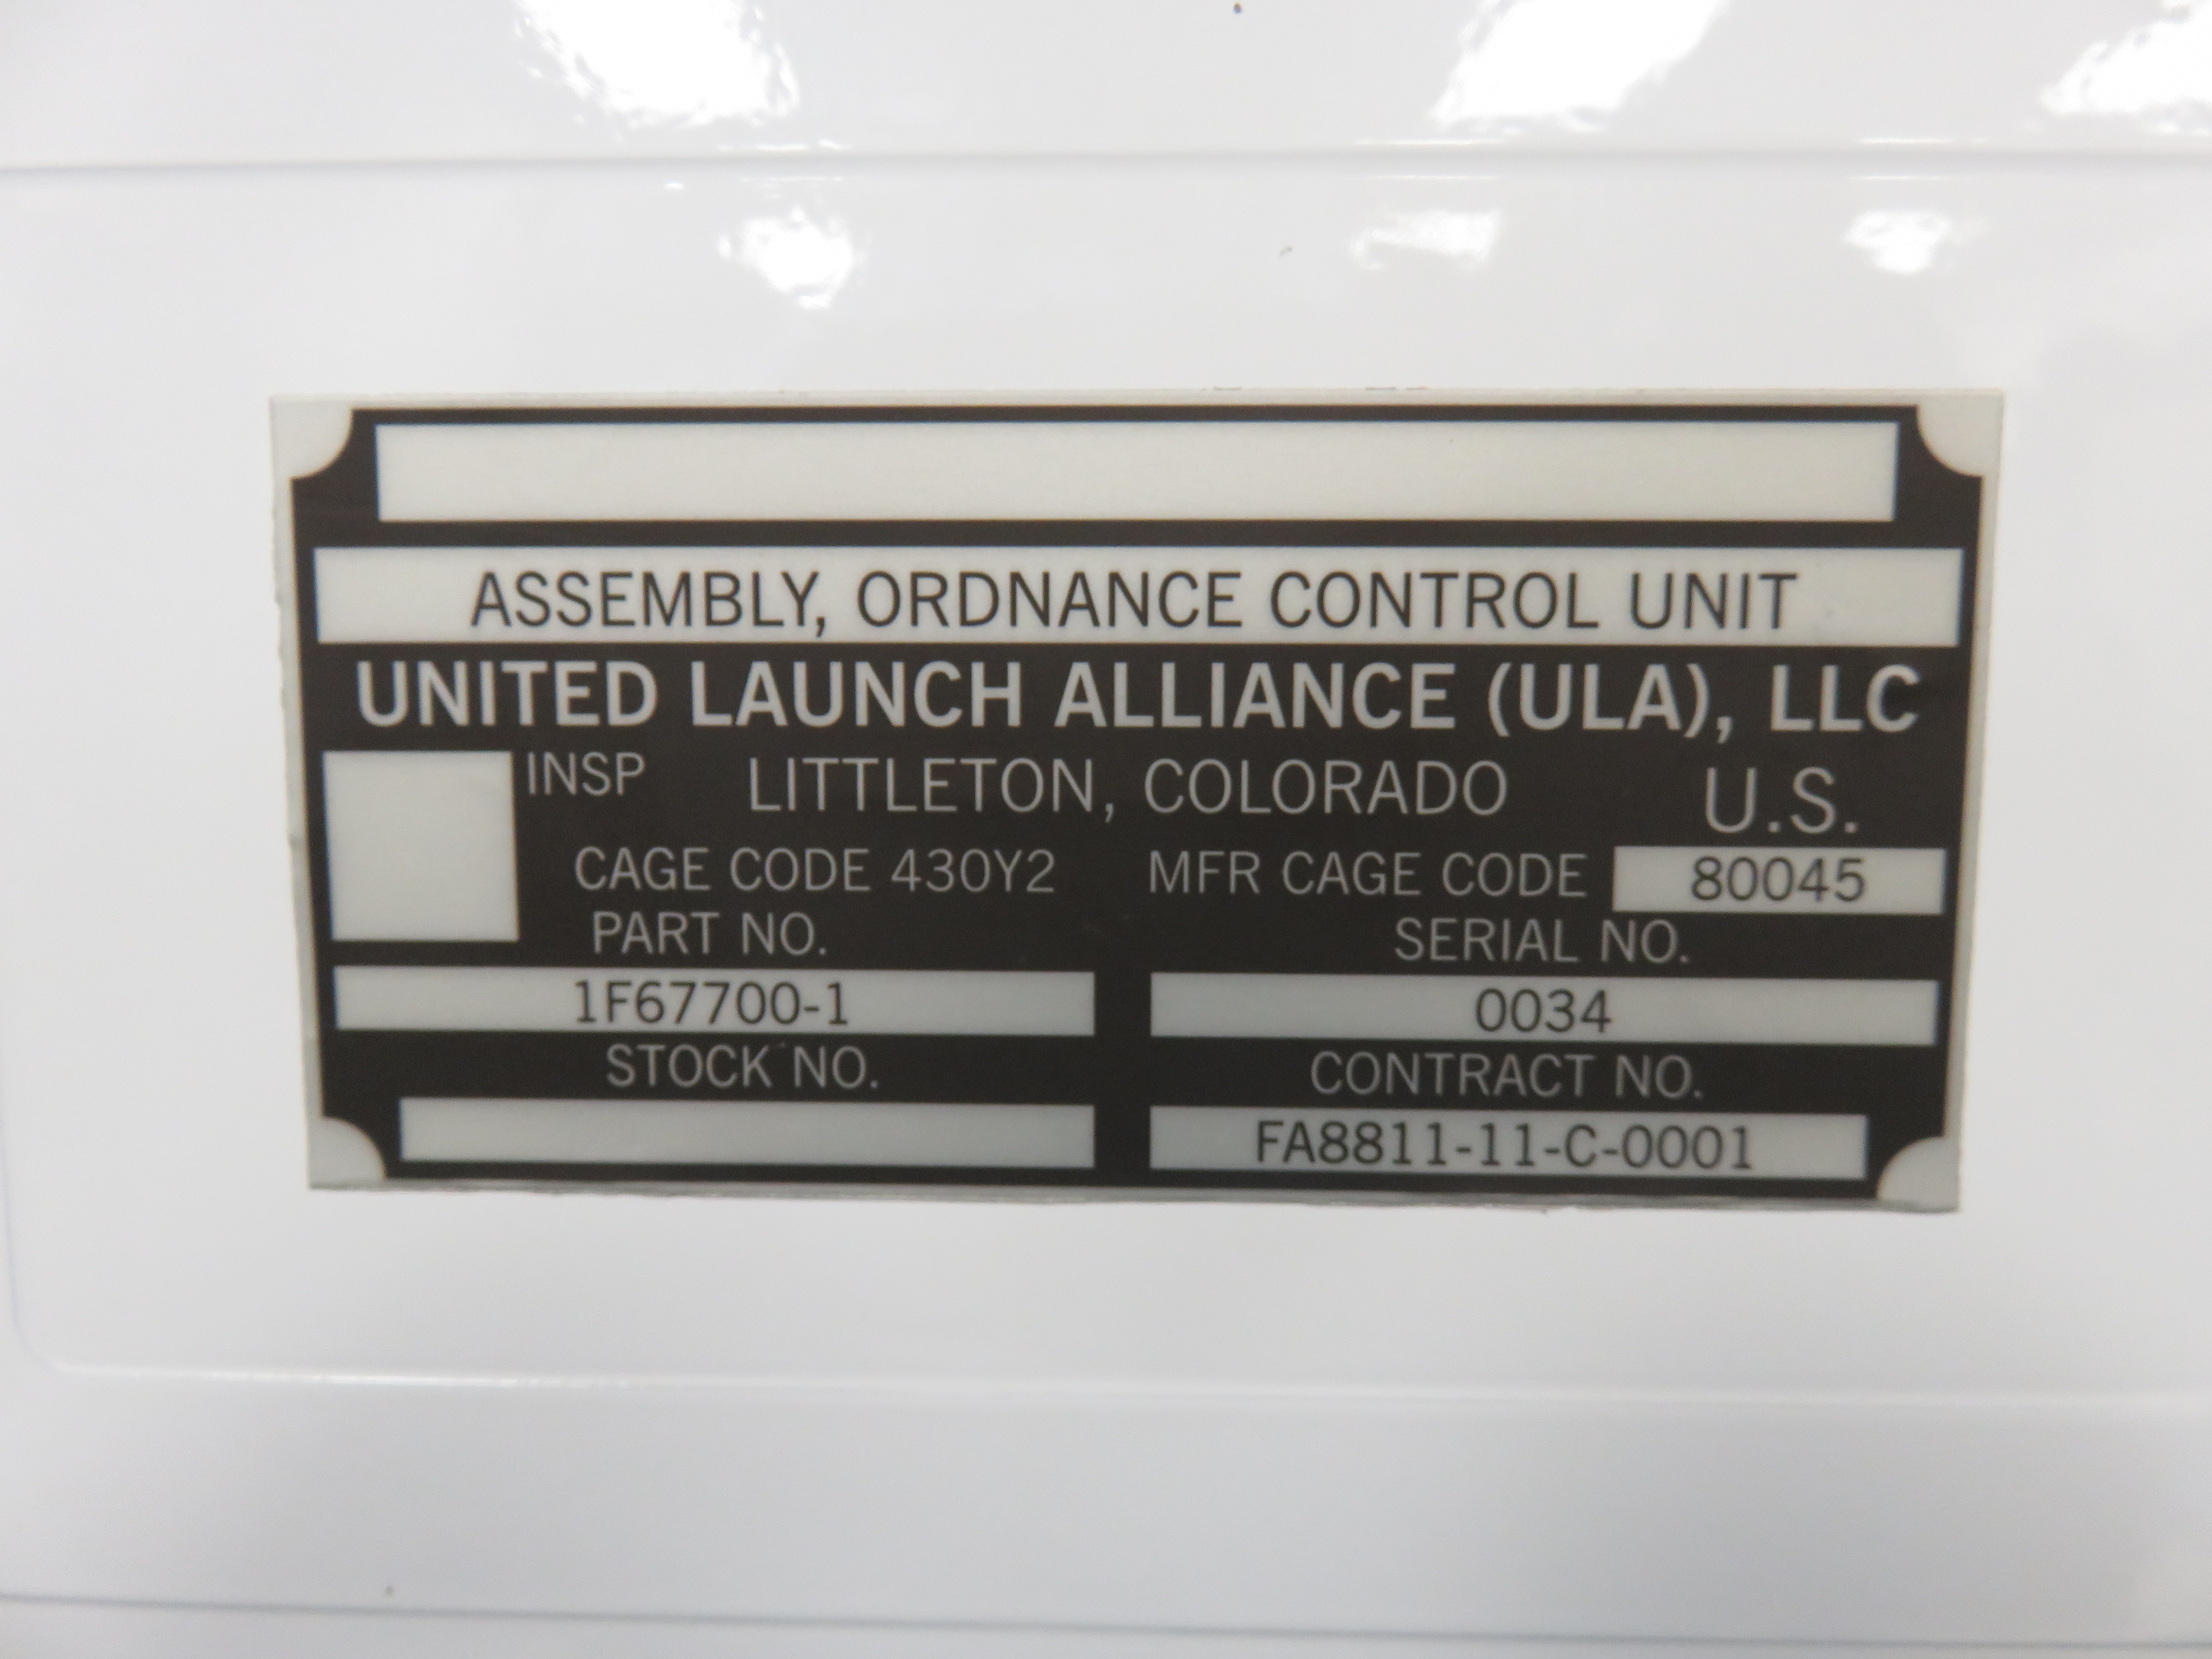 ASSEMBLY, ORDNANCE CONTROL UNIT
UNITED LAUNCH ALLIANCE (ULA), LLC
INSP LITTLETON, COLORADO U.S.
CAGE CODE 430Y2 MFR CAGE CODE 80045
PART NO. SERIAL NO.
1F67700-1 0034
STOCK NO. CONTRACT NO.
FA8811-11-C-0001